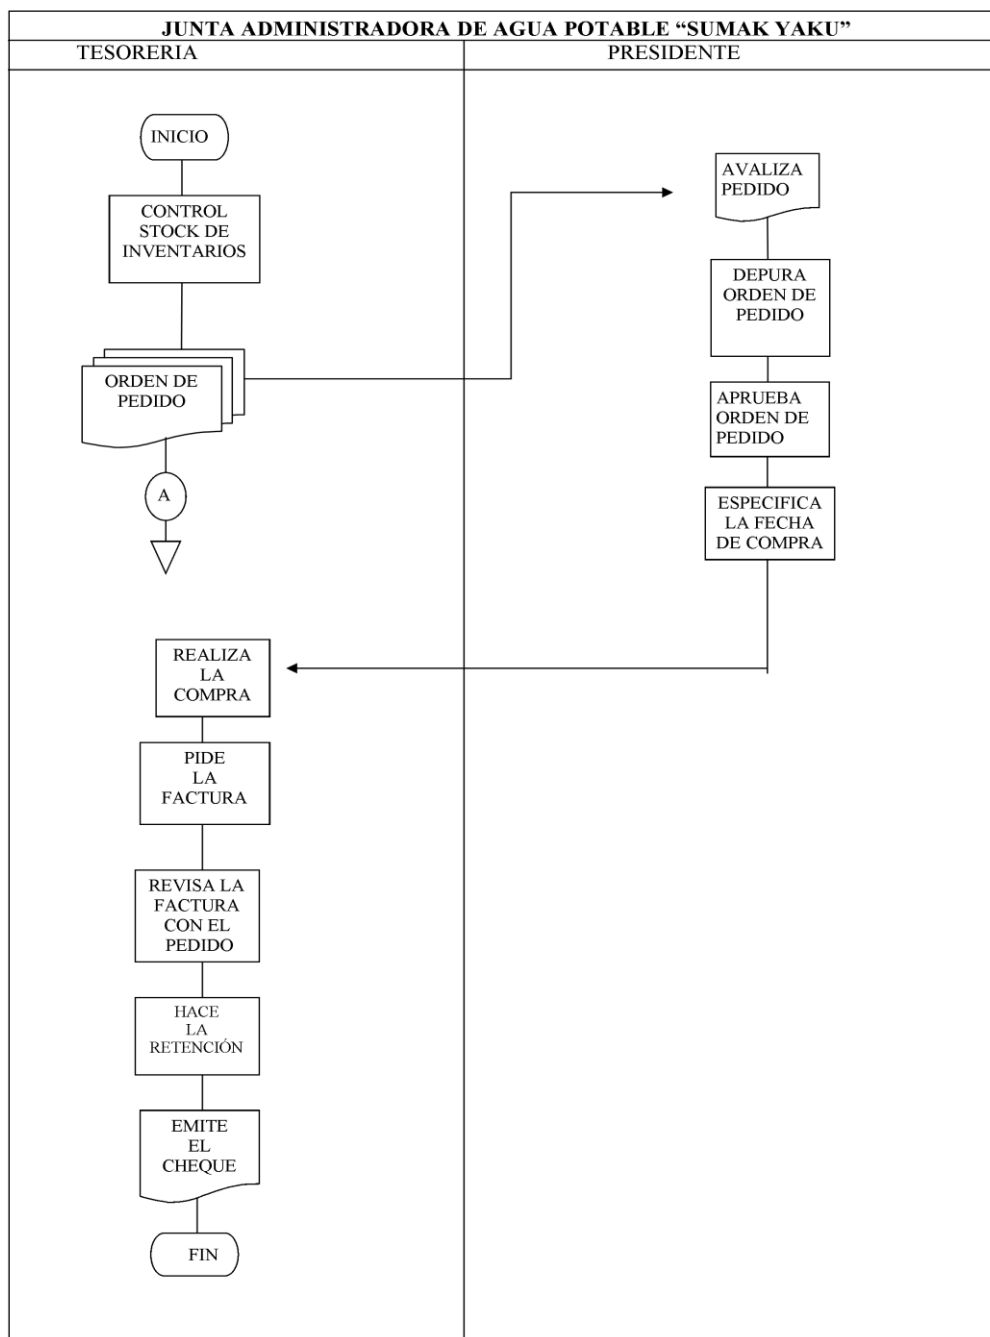 JUNTA ADMINISTRADORA DE AGUA POTABLE “SUMAK YAKU”
TESORERIA
PRESIDENTE
INICIO
CONTROL
STOCK DE
INVENTARIOS
ORDEN DE
PEDIDO
A
AVALIZA
PEDIDO
DEPURA
ORDEN DE
PEDIDO
APRUEBA
ORDEN DE
PEDIDO
ESPECIFICA
LA FECHA
DE COMPRA
REALIZA
LA
COMPRA
PIDE
LA
FACTURA
REVISA LA
FACTURA
CON EL
PEDIDO
HACE
LA
RETENCIÓN
EMITE
EL
CHEQUE
FIN